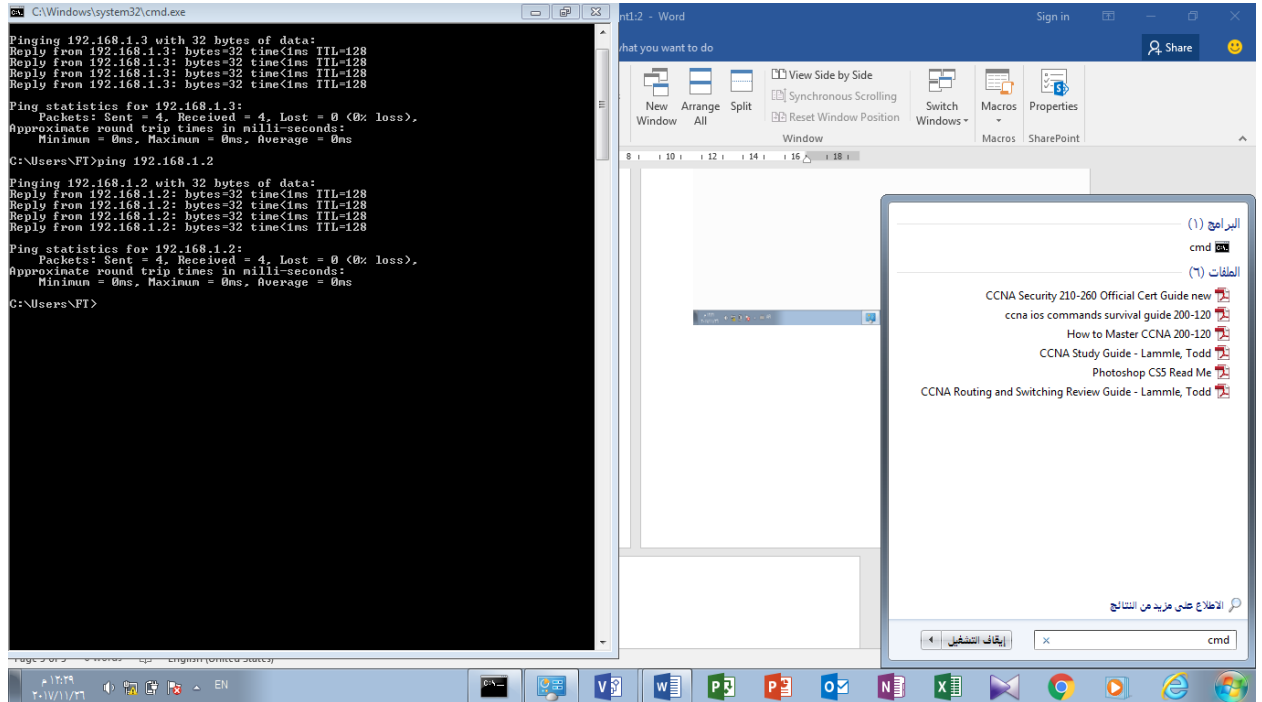 C:\Windows\system32\cmd.exe
Pinging 192.168.1.3 with 32 bytes of data:
Reply from 192.168.1.3: bytes=32 time<1ms TTL=128
Reply from 192.168.1.3: bytes=32 time<1ms TTL=128
Reply from 192.168.1.3: bytes=32 time<1ms TTL=128
Reply from 192.168.1.3: bytes=32 time<1ms TTL=128
Ping statistics for 192.168.1.3:
Packets: Sent = 4, Received = 4, Lost = 0 (0% loss),
Approximate round trip times in milli-seconds:
Minimum = 0ms, Maximum = 0ms, Average = 0ms
C:\Users\FT>ping 192.168.1.2
Pinging 192.168.1.2 with 32 bytes of data:
Reply from 192.168.1.2: bytes=32 time<1ms TTL=128
Reply from 192.168.1.2: bytes=32 time<1ms TTL=128
Reply from 192.168.1.2: bytes=32 time<1ms TTL=128
Reply from 192.168.1.2: bytes=32 time<1ms TTL=128
Ping statistics for 192.168.1.2:
Packets: Sent = 4, Received = 4, Lost = 0 (0% loss),
Approximate round trip times in milli-seconds:
Minimum = 0ms, Maximum = 0ms, Average = 0ms
C:\Users\FT>
nt1:2 - Word
Sign in
hat you want to do
Share
New Window
Arrange All
Split
View Side by Side
Synchronous Scrolling
Reset Window Position
Switch Windows
Macros
Properties
Window
Macros
SharePoint
8 10 12 14 16 18
البرامج (١)
cmd
الملفات (٦)
CCNA Security 210-260 Official Cert Guide new
ccna ios commands survival guide 200-120
How to Master CCNA 200-120
CCNA Study Guide - Lammle, Todd
Photoshop CS5 Read Me
CCNA Routing and Switching Review Guide - Lammle, Todd
الاطلاع على مزيد من النتائج
cmd
إيقاف التشغيل
English (United States)
١٢:٢٩ م
٢٠١٧/١١/٢٦
EN